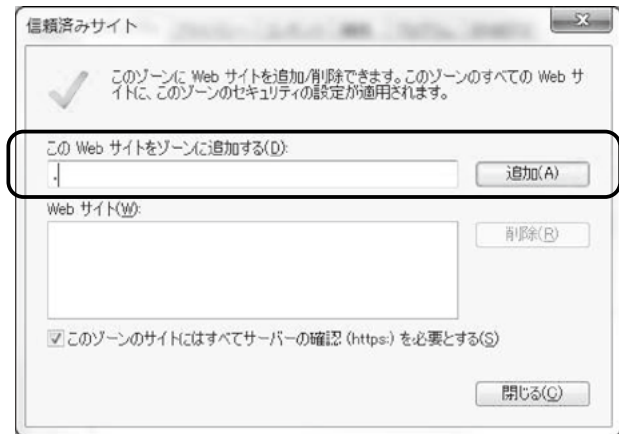 信頼済みサイト
このゾーンに Web サイトを追加/削除できます。このゾーンのすべての Web サ
イトに、このゾーンのセキュリティの設定が適用されます。
この Web サイトをゾーンに追加する(D):
.
追加(A)
Web サイト(W):
削除(R)
このゾーンのサイトにはすべてサーバーの確認 (https:) を必要とする(S)
閉じる(C)